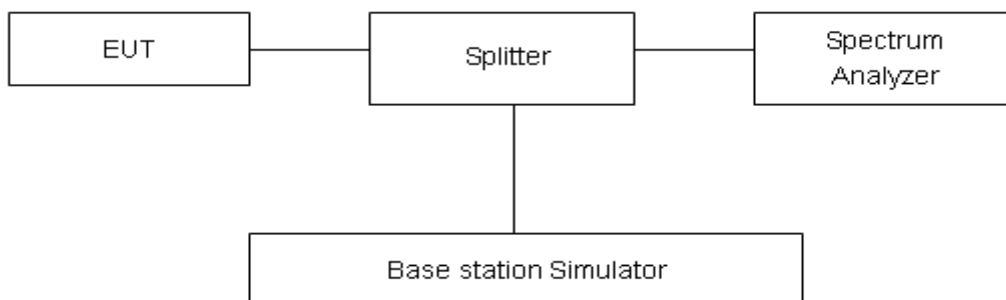 EUT
Splitter
Spectrum
Analyzer
Base station Simulator